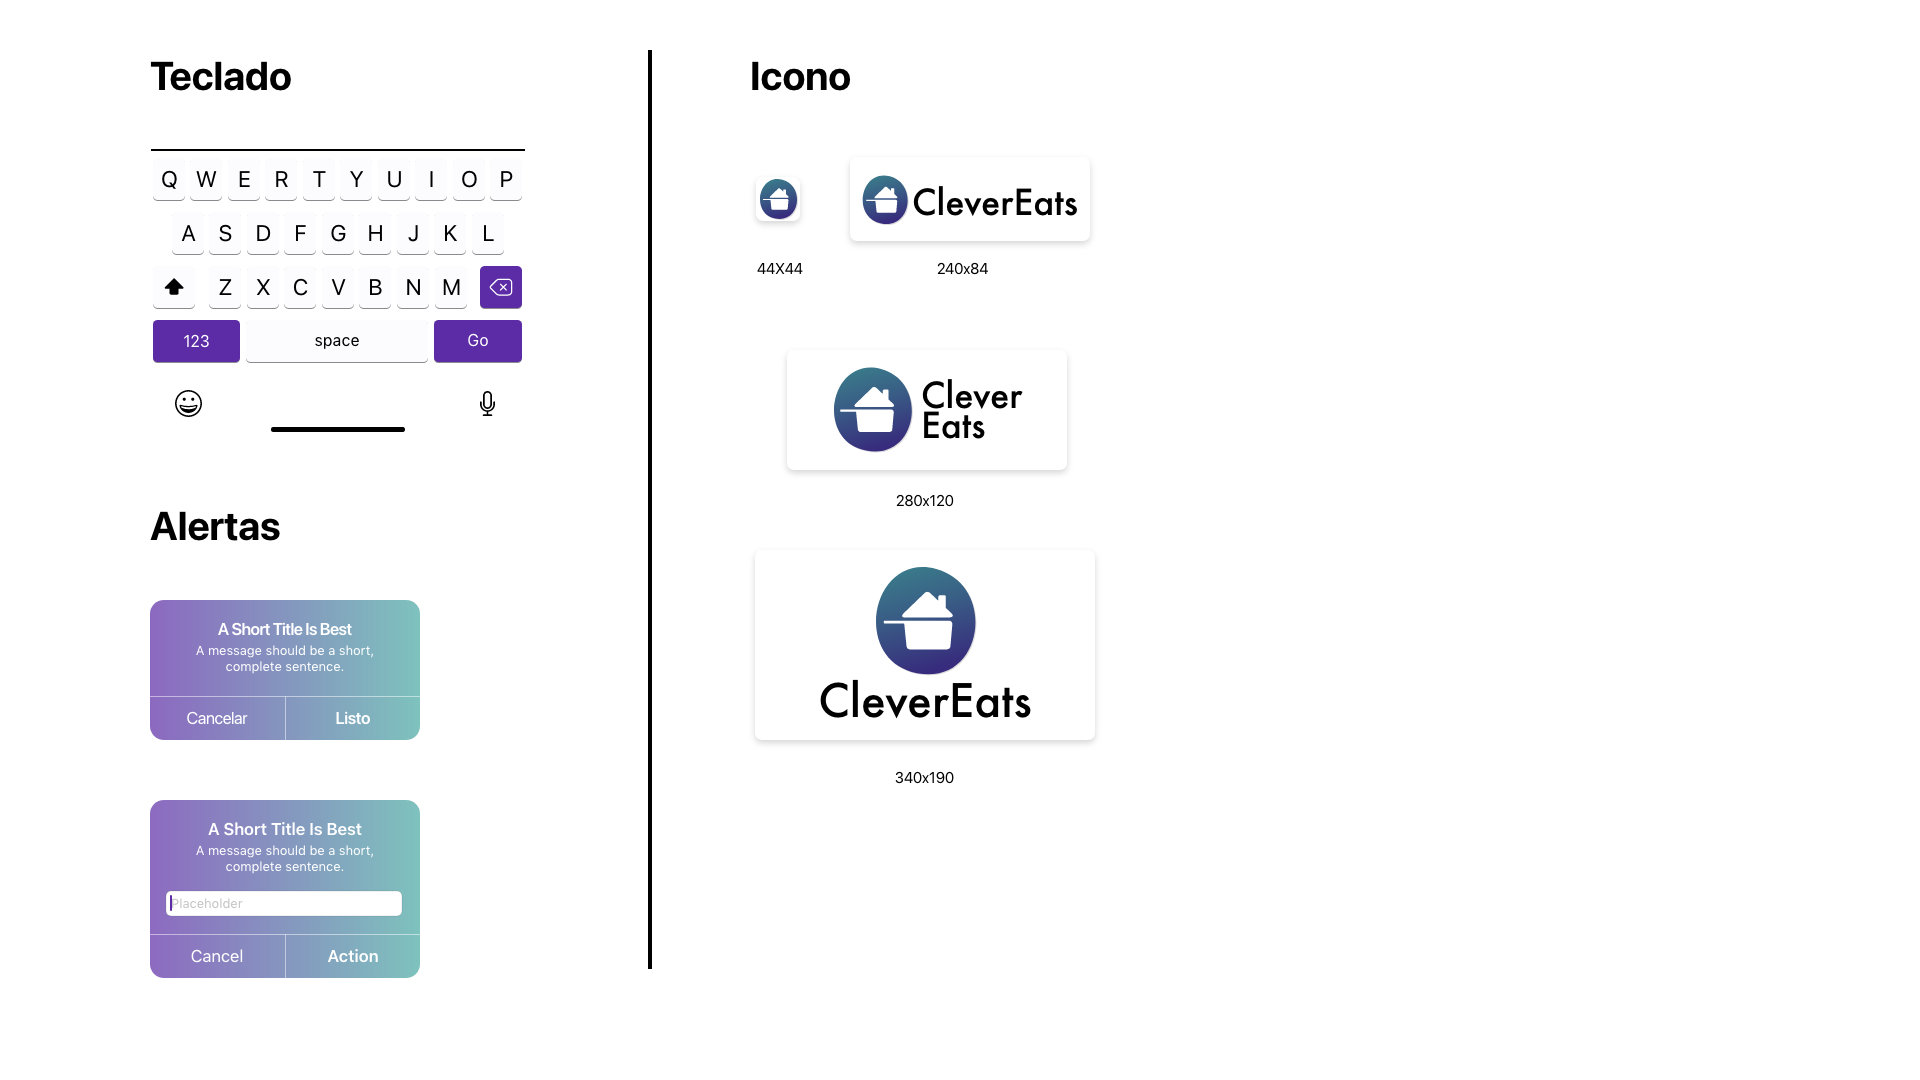 Teclado
Q W E R T Y U I O P
A S D F G H J K L
Z X C V B N M
123 space Go
Alertas
A Short Title Is Best
A message should be a short,
complete sentence.
Cancelar Listo
A Short Title Is Best
A message should be a short,
complete sentence.
Placeholder
Cancel Action
Icono
CleverEats
44X44 240x84
Clever
Eats
280x120
CleverEats
340x190